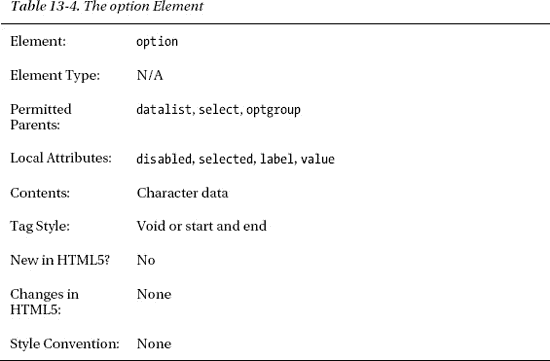 Table 13-4. The option Element
Element: option
Element Type: N/A
Permitted Parents: datalist, select, optgroup
Local Attributes: disabled, selected, label, value
Contents: Character data
Tag Style: Void or start and end
New in HTML5? No
Changes in HTML5: None
Style Convention: None